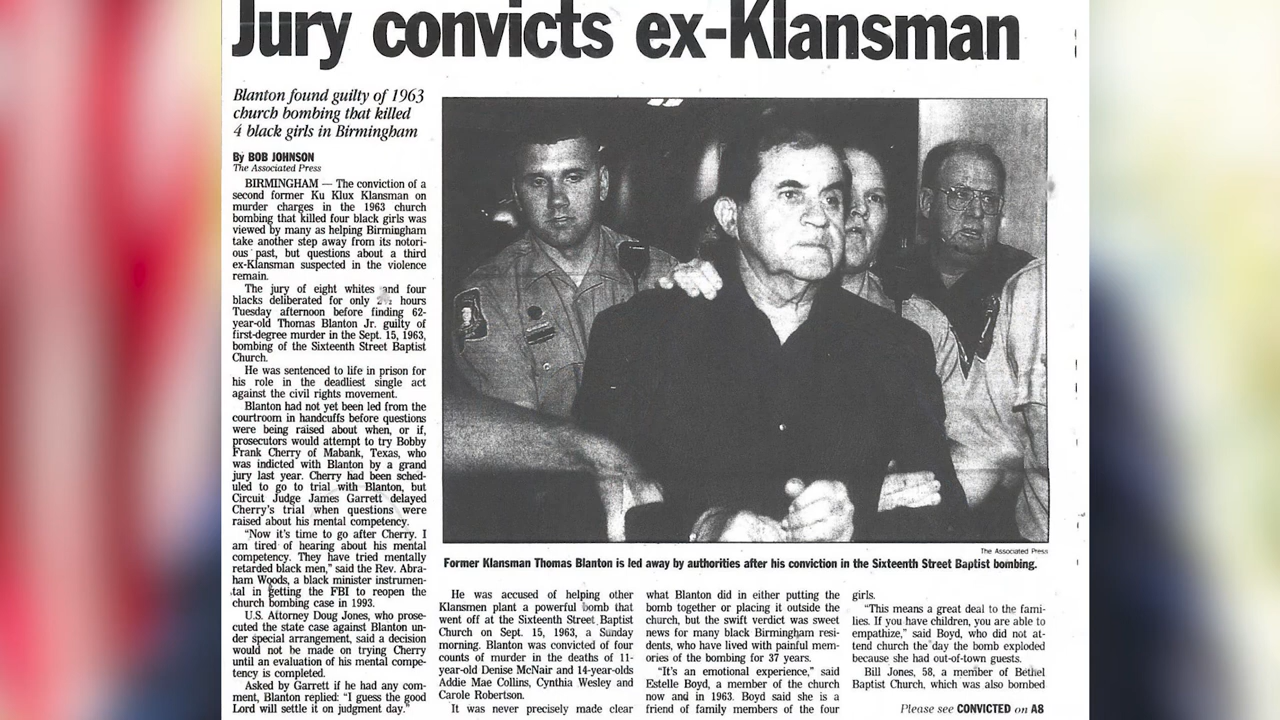 Jury convicts ex-Klansman
Blanton found guilty of 1963
church bombing that killed
4 black girls in Birmingham
By BOB JOHNSON
The Associated Press
BIRMINGHAM — The conviction of a
second former Ku Klux Klansman on
murder charges in the 1963 church
bombing that killed four black girls was
viewed by many as helping Birmingham
take another step away from its notori-
ous past, but questions about a third
ex-Klansman suspected in the violence
remain.
The jury of eight whites and four
blacks deliberated for only 2½ hours
Tuesday afternoon before finding 62-
year-old Thomas Blanton Jr. guilty of
first-degree murder in the Sept. 15, 1963,
bombing of the Sixteenth Street Baptist
Church.
He was sentenced to life in prison for
his role in the deadliest single act
against the civil rights movement.
Blanton had not yet been led from the
courtroom in handcuffs before questions
were being raised about when, or if,
prosecutors would attempt to try Bobby
Frank Cherry of Mabank, Texas, who
was indicted with Blanton by a grand
jury last year. Cherry had been sched-
uled to go to trial with Blanton, but
Circuit Judge James Garrett delayed
Cherry's trial when questions were
raised about his mental competency.
"Now it's time to go after Cherry. I
am tired of hearing about his mental
competency. They have tried mentally
retarded black men," said the Rev. Abra-
ham Woods, a black minister instrumen-
tal in getting the FBI to reopen the
church bombing case in 1993.
U.S. Attorney Doug Jones, who prose-
cuted the state case against Blanton un-
der special arrangement, said a decision
would not be made on trying Cherry
until an evaluation of his mental compe-
tency is completed.
Asked by Garrett if he had any com-
ment, Blanton replied: "I guess the good
Lord will settle it on judgment day."
The Associated Press
Former Klansman Thomas Blanton is led away by authorities after his conviction in the Sixteenth Street Baptist bombing.
He was accused of helping other
Klansmen plant a powerful bomb that
went off at the Sixteenth Street Baptist
Church on Sept. 15, 1963, a Sunday
morning. Blanton was convicted of four
counts of murder in the deaths of 11-
year-old Denise McNair and 14-year-olds
Addie Mae Collins, Cynthia Wesley and
Carole Robertson.
It was never precisely made clear
what Blanton did in either putting the
bomb together or placing it outside the
church, but the swift verdict was sweet
news for many black Birmingham resi-
dents, who have lived with painful mem-
ories of the bombing for 37 years.
"It's an emotional experience," said
Estelle Boyd, a member of the church
now and in 1963. Boyd said she is a
friend of family members of the four
girls.
"This means a great deal to the fami-
lies. If you have children, you are able to
empathize," said Boyd, who did not at-
tend church the day the bomb exploded
because she had out-of-town guests.
Bill Jones, 58, a member of Bethel
Baptist Church, which was also bombed
Please see CONVICTED on A8